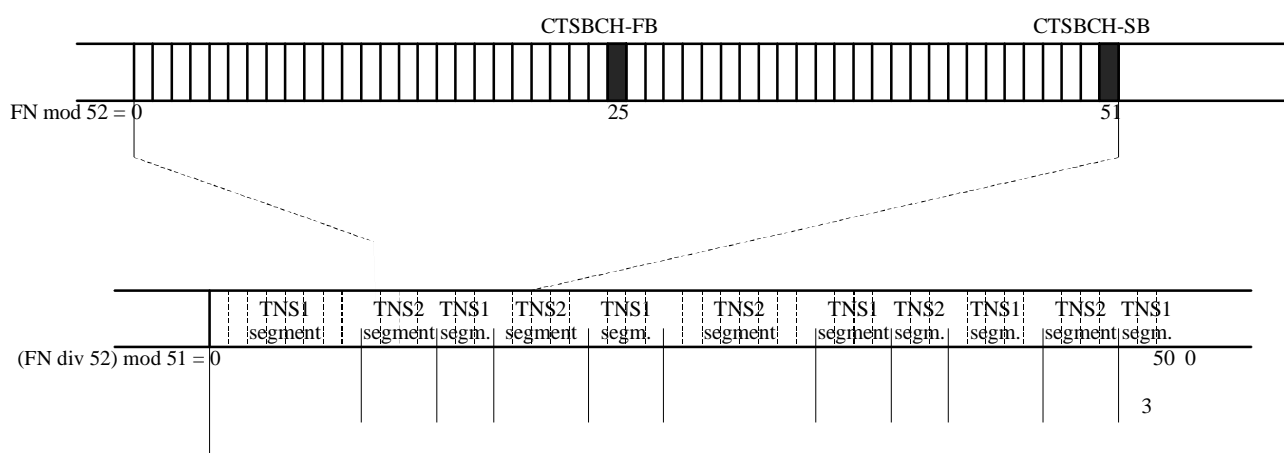 CTSBCH-FB CTSBCH-SB
FN mod 52 = 0 25 51
TNS1 TNS2 TNS1 TNS2 TNS1 TNS2 TNS1 TNS2 TNS1 TNS2 TNS1
segment segment segm. segment segm. segment segment segm. segm. segment segm.
(FN div 52) mod 51 = 0 50 0
3